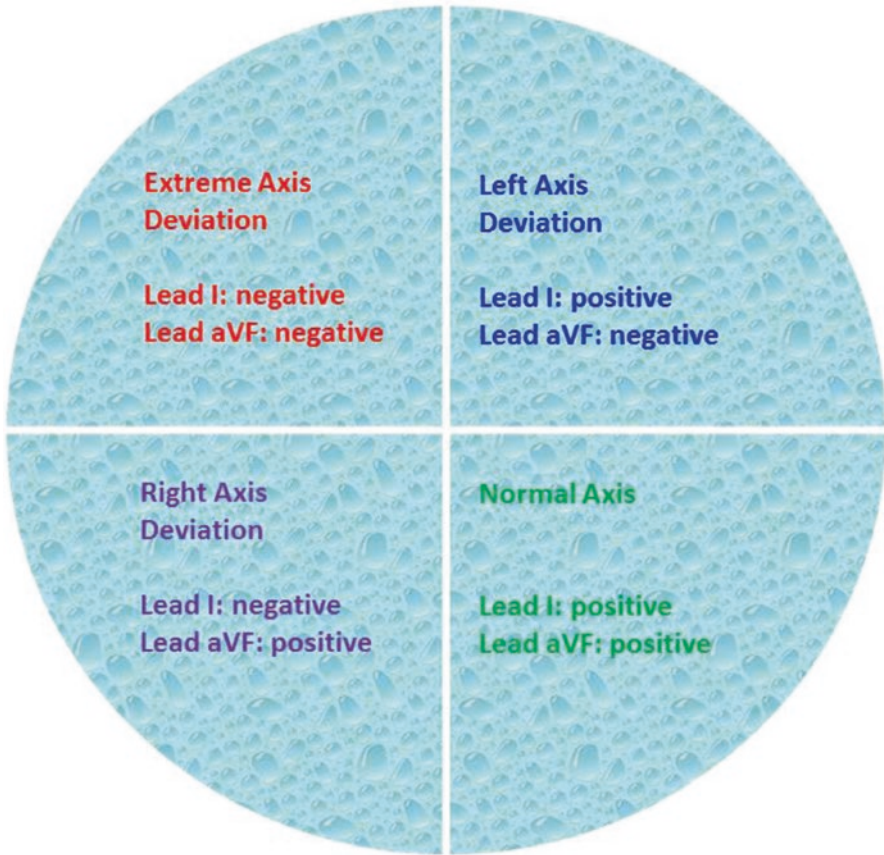 Extreme Axis
Deviation
Lead I: negative
Lead aVF: negative
Left Axis
Deviation
Lead I: positive
Lead aVF: negative
Right Axis
Deviation
Lead I: negative
Lead aVF: positive
Normal Axis
Lead I: positive
Lead aVF: positive